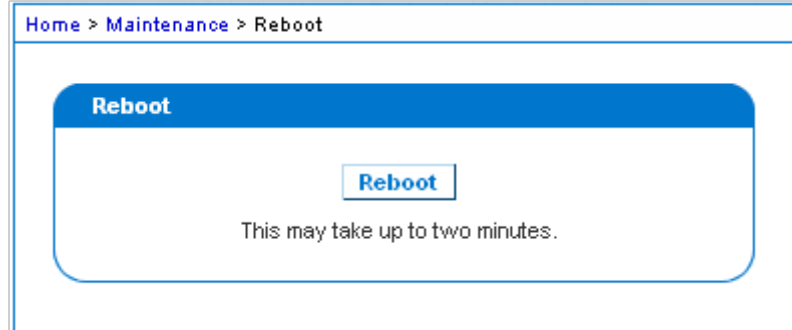 Home > Maintenance > Reboot
Reboot
Reboot
This may take up to two minutes.